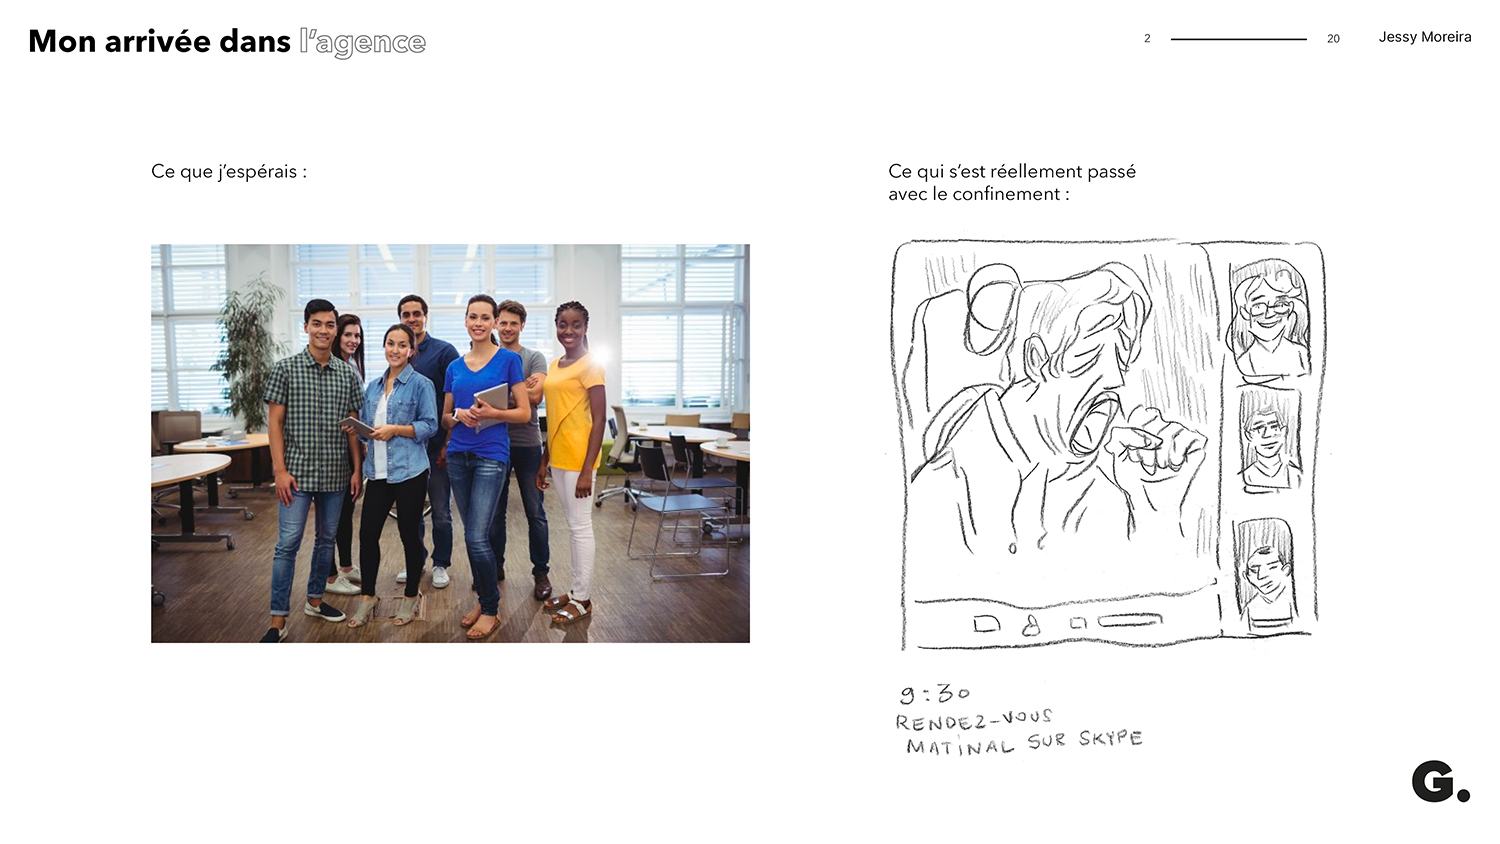 Mon arrivée dans l'agence
2 20 Jessy Moreira
Ce que j'espérais :
Ce qui s'est réellement passé
avec le confinement :
9:30
RENDEZ-VOUS
MATINAL SUR SKYPE
G.